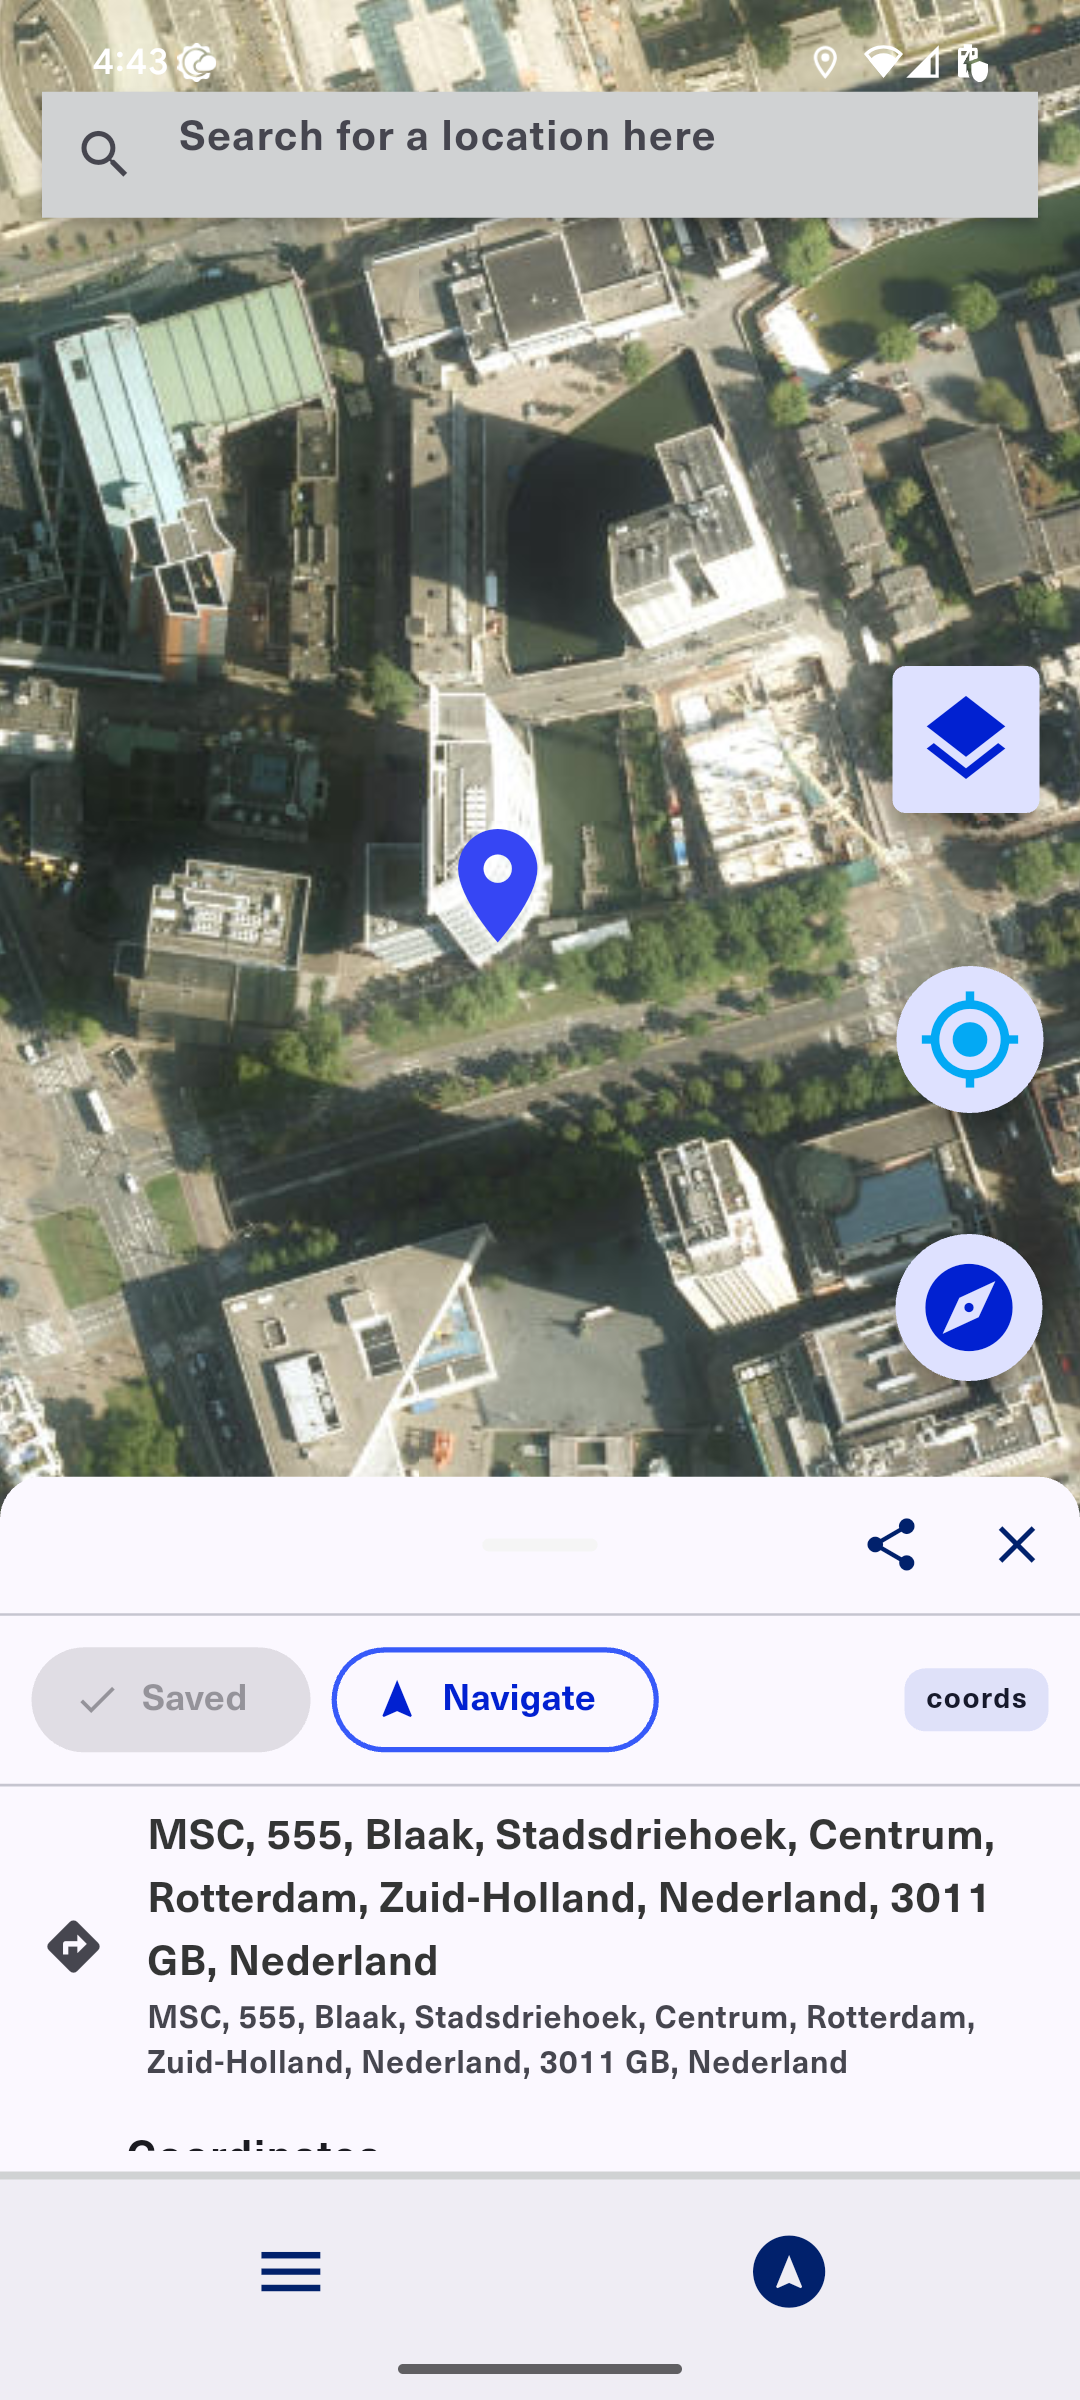 4:43
Search for a location here
Saved
Navigate
coords
MSC, 555, Blaak, Stadsdriehoek, Centrum,
Rotterdam, Zuid-Holland, Nederland, 3011
GB, Nederland
MSC, 555, Blaak, Stadsdriehoek, Centrum, Rotterdam,
Zuid-Holland, Nederland, 3011 GB, Nederland
Coordinates